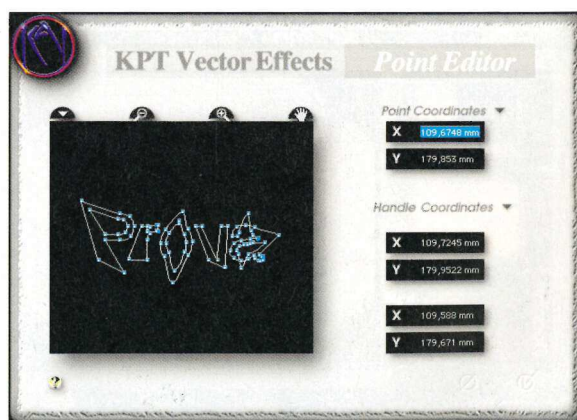 KPT Vector Effects Point Editor
Point Coordinates
X 109,6748 mm
Y 179,853 mm
Prove
Handle Coordinates
X 109,7245 mm
Y 179,9522 mm
X 109,588 mm
Y 179,671 mm
?